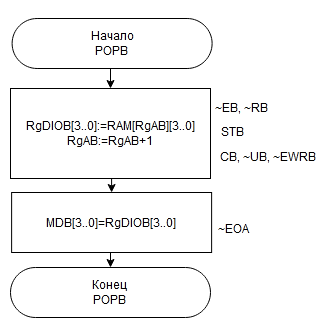 Начало
POPB
RgDIOB[3..0]:=RAM[RgAB][3..0]
RgAB:=RgAB+1
~EB, ~RB
STB
CB, ~UB, ~EWRB
MDB[3..0]=RgDIOB[3..0]
~EOA
Конец
POPB